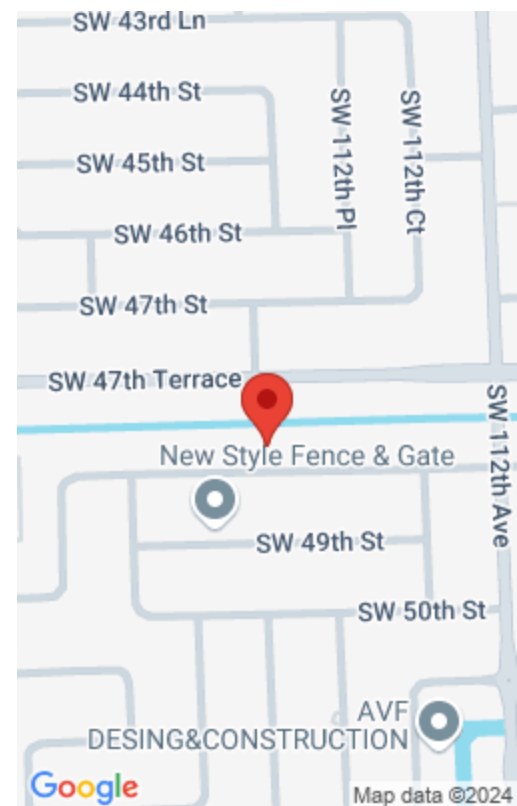 SW 43rd Ln
SW 44th St
SW 112th Pl
SW 112th Ct
SW 45th St
SW 46th St
SW 47th St
SW 47th Terrace
SW 112th Ave
New Style Fence & Gate
SW 49th St
SW 50th St
AVF
DESING&CONSTRUCTION
Google
Map data ©2024